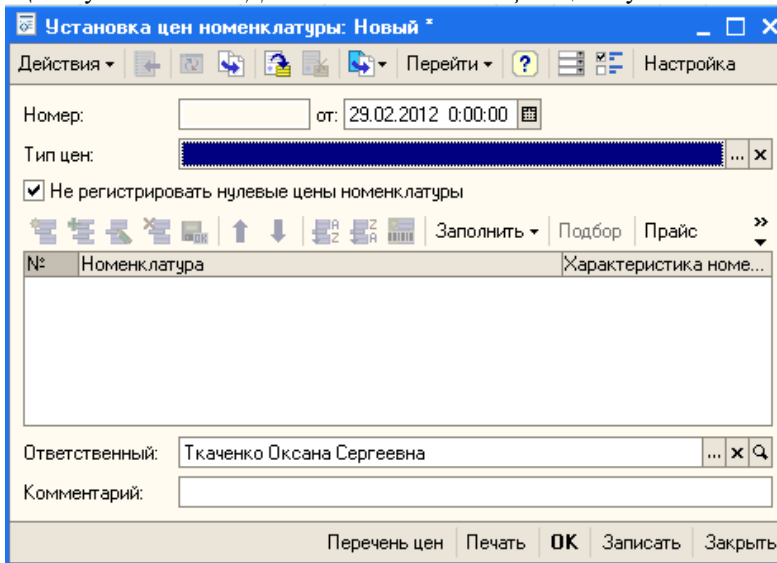 Установка цен номенклатуры: Новый *
Действия Перейти ? Настройка
Номер: от: 29.02.2012 0:00:00
Тип цен: ... x
Не регистрировать нулевые цены номенклатуры
Заполнить Подбор Прайс »
№ Номенклатура Характеристика номе...
Ответственный: Ткаченко Оксана Сергеевна ... x
Комментарий:
Перечень цен Печать OK Записать Закрыть